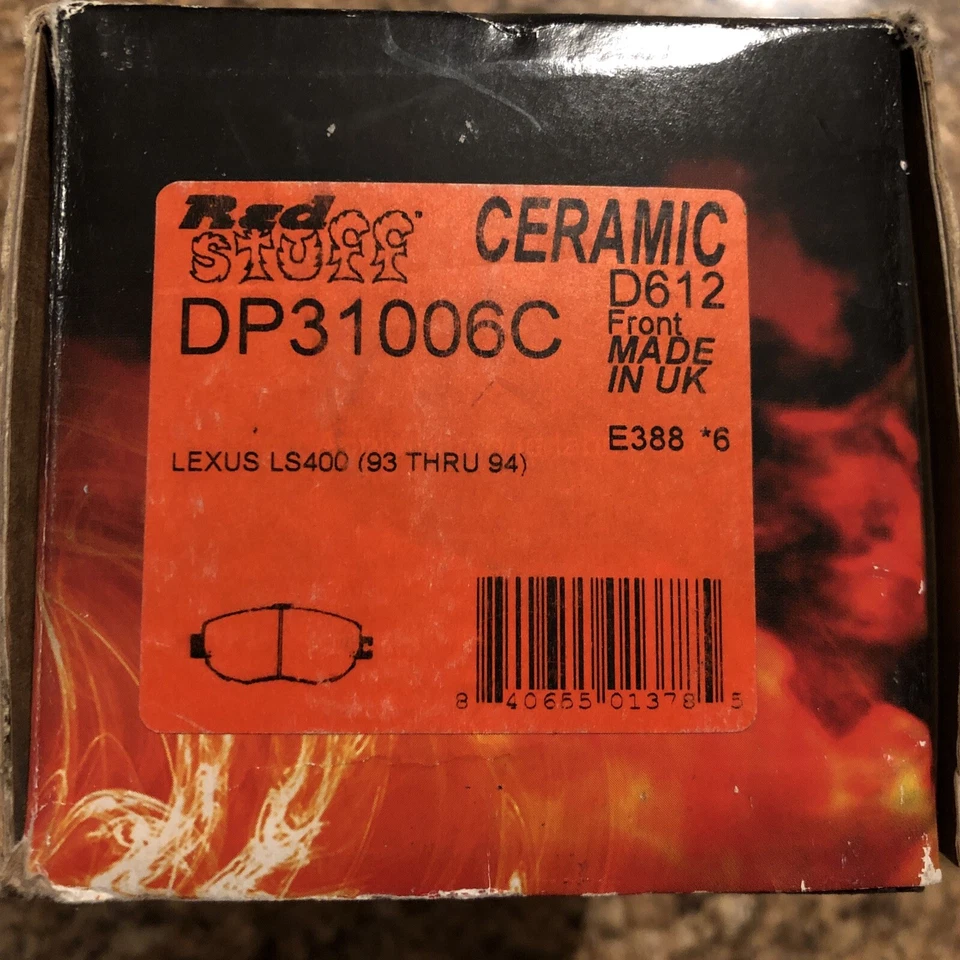 Red STUFF™
CERAMIC
DP31006C
D612
Front
MADE
IN UK
E388 *6
LEXUS LS400 (93 THRU 94)
8 40655 01378 5